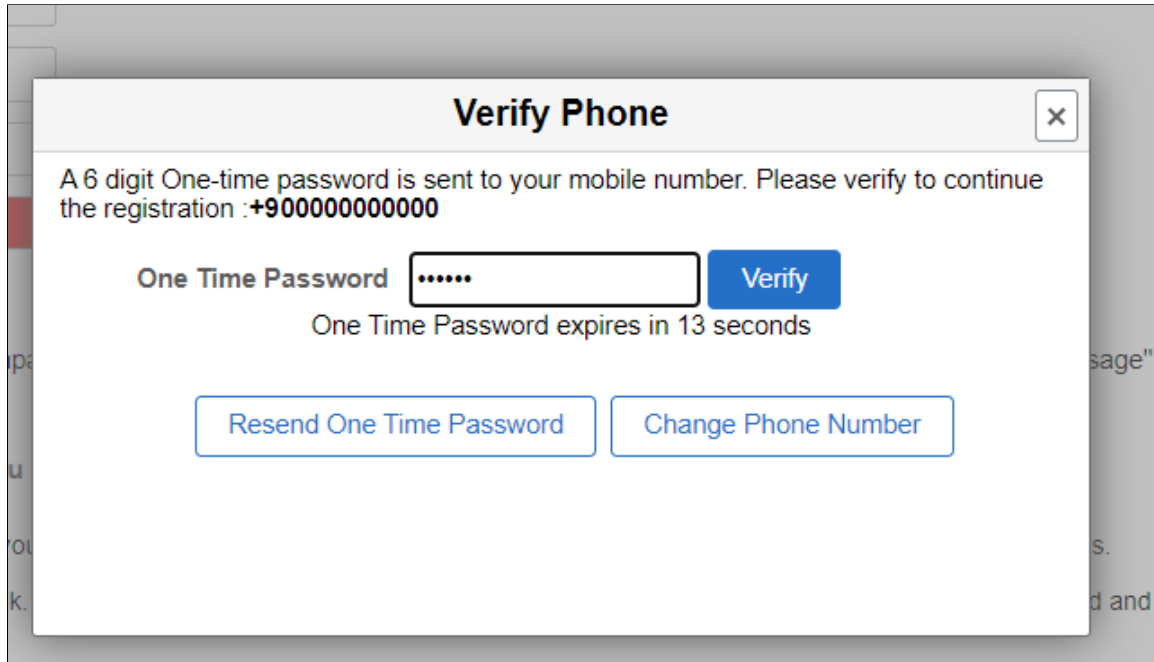 Verify Phone
×
A 6 digit One-time password is sent to your mobile number. Please verify to continue
the registration :+900000000000
One Time Password •••••• Verify
One Time Password expires in 13 seconds
sage"
Resend One Time Password Change Phone Number
u
s.
k.
d and